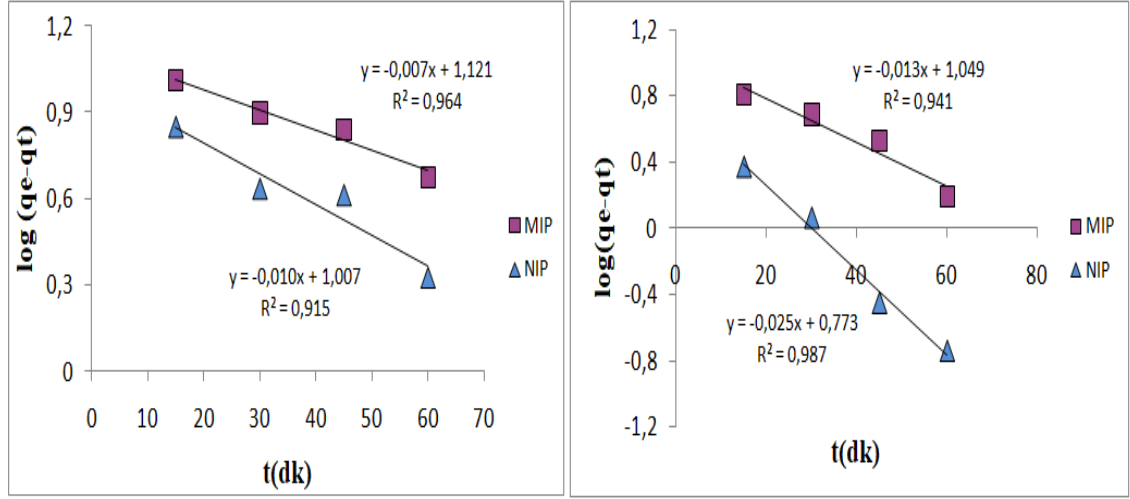 1,2
0,9
0,6
0,3
0
log (qe-qt)
y = -0,007x + 1,121
R² = 0,964
y = -0,010x + 1,007
R² = 0,915
MIP
NIP
0 10 20 30 40 50 60 70
t(dk)
1,2
0,8
0,4
0
-0,4
-0,8
-1,2
log(qe-qt)
y = -0,013x + 1,049
R² = 0,941
0 20 40 60 80
y = -0,025x + 0,773
R² = 0,987
MIP
NIP
t(dk)